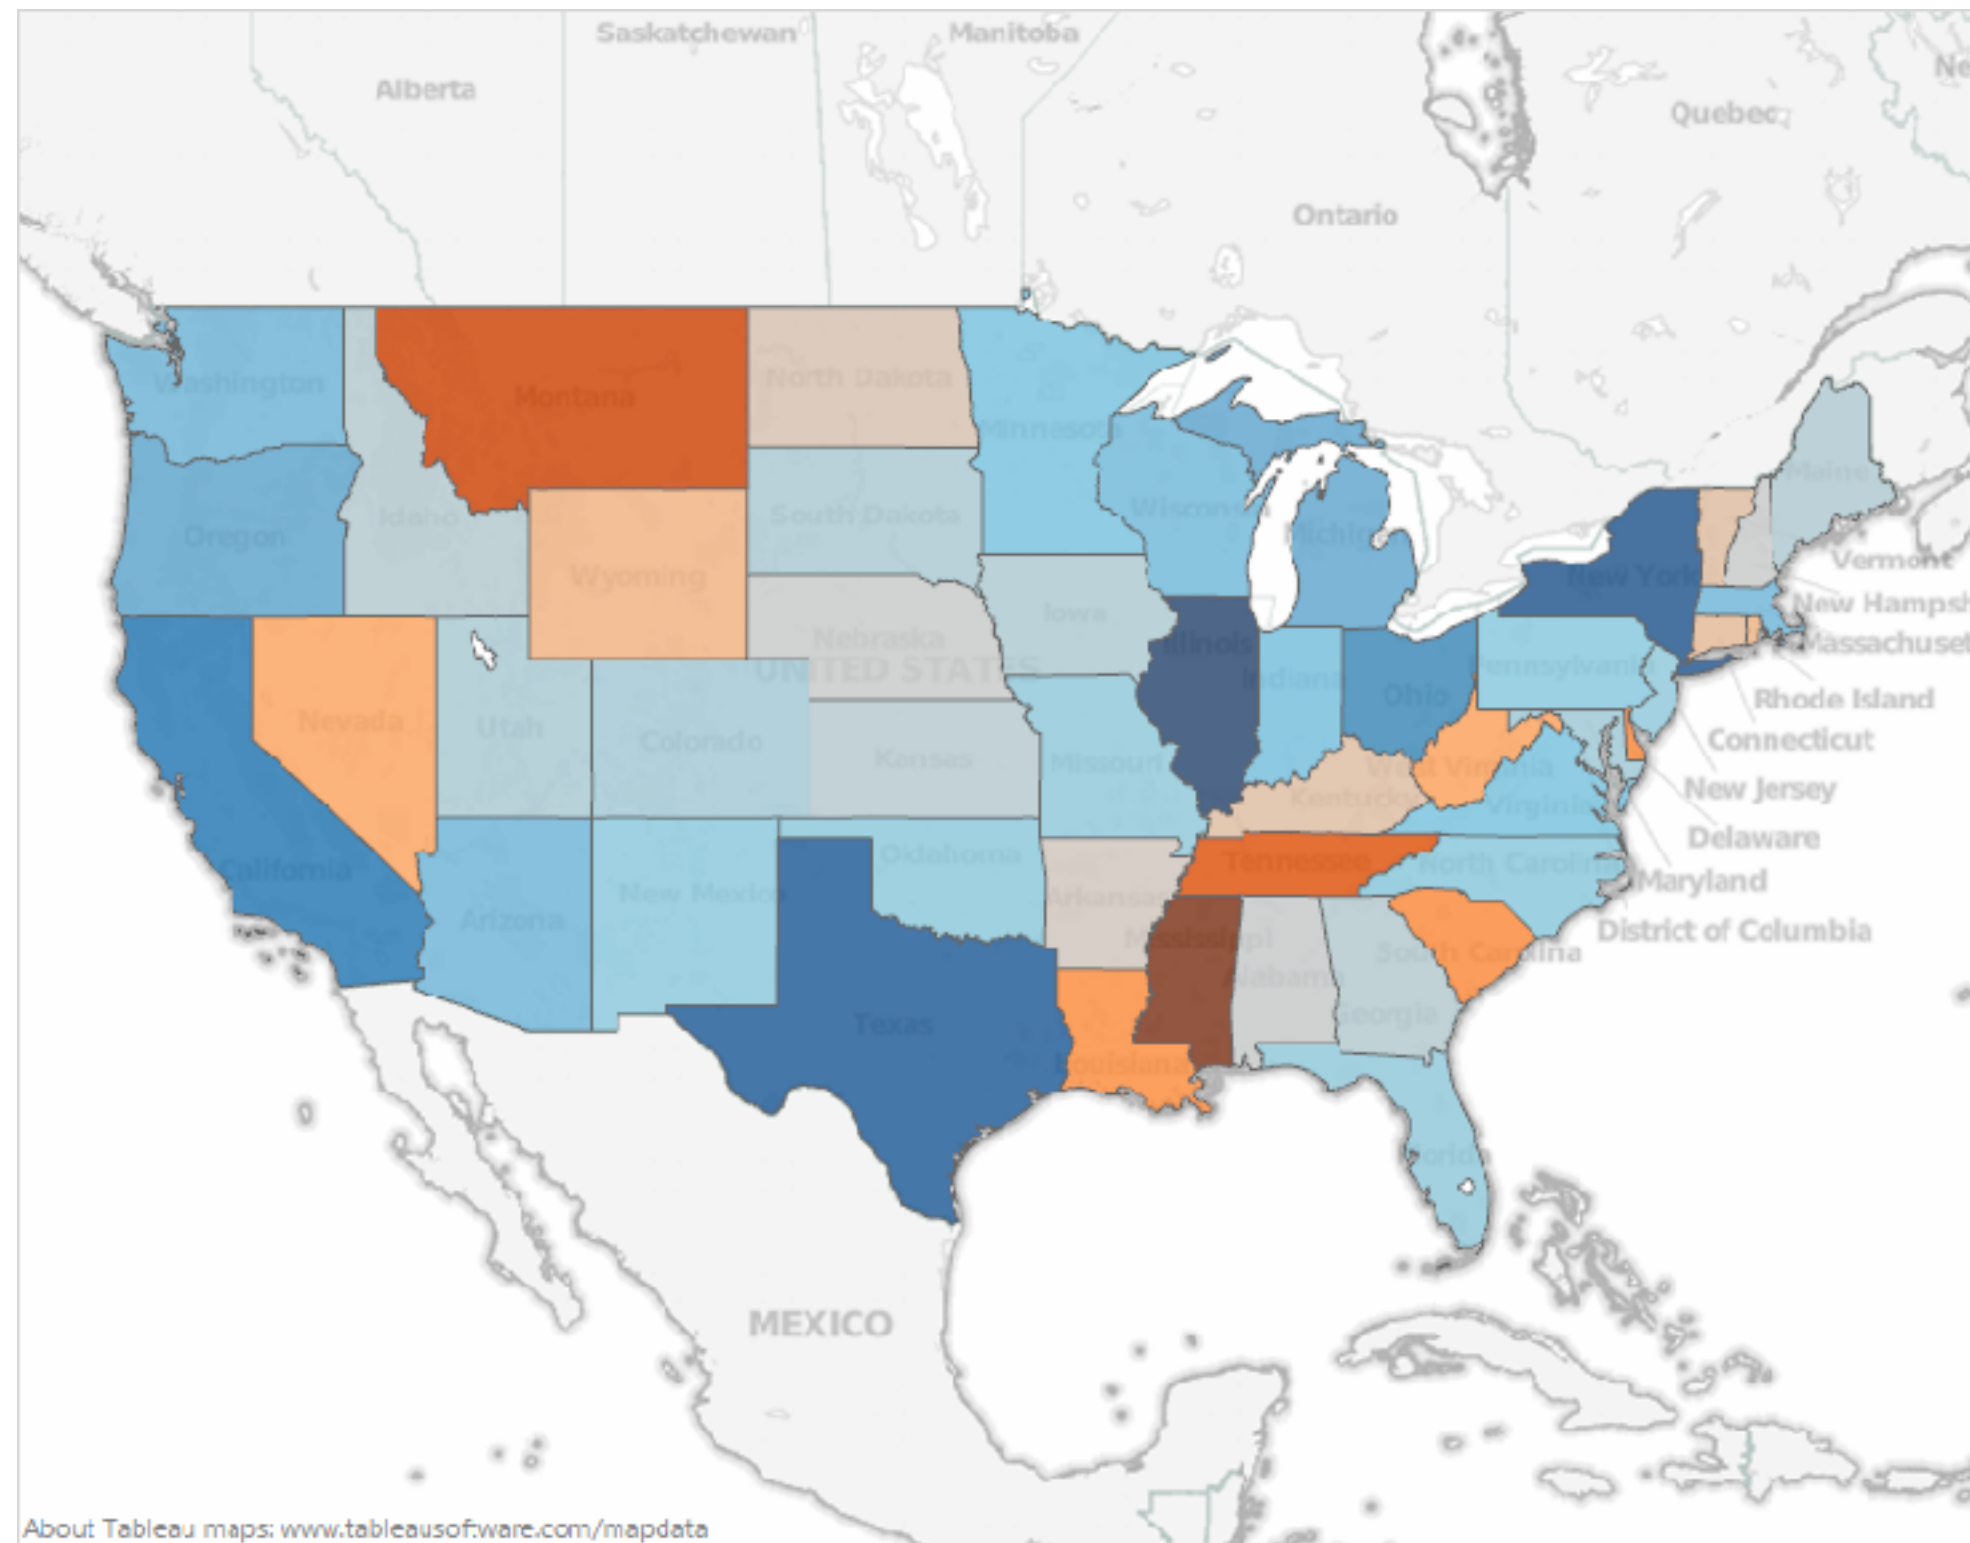 Saskatchewan
Manitoba
Alberta
Ne
Quebec
Ontario
Washington
Montana
North Dakota
Minnesota
Maine
Oregon
Idaho
South Dakota
Wisconsin
Michigan
Vermont
Wyoming
New York
New Hampsh
Iowa
Nebraska
Illinois
Massachuset
UNITED STATES
Indiana
Pennsylvania
Ohio
Rhode Island
Nevada
Utah
Colorado
Connecticut
Kansas
Missouri
West Virginia
New Jersey
Kentucky
Virginia
Delaware
California
Oklahoma
Tennessee
North Carolina
Maryland
New Mexico
Arkansas
Arizona
District of Columbia
Mississippi
South Carolina
Alabama
Georgia
Texas
Louisiana
Florida
MEXICO
About Tableau maps: www.tableausoftware.com/mapdata